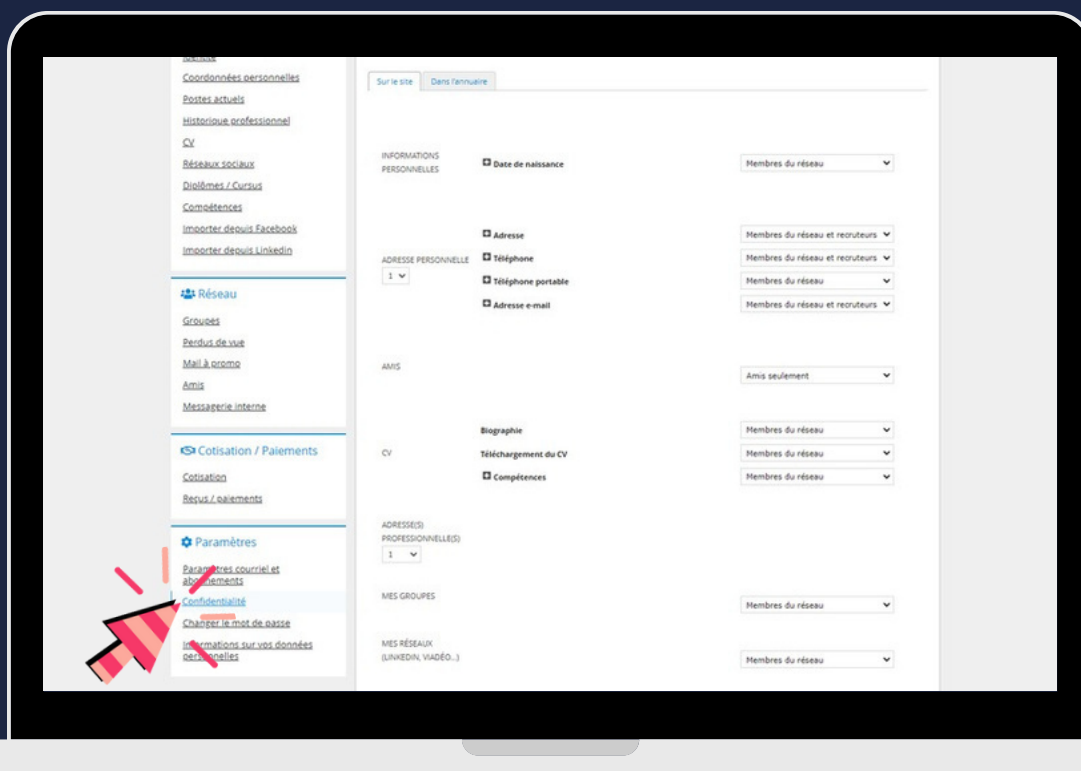 Identité
Coordonnées personnelles
Postes actuels
Historique professionnel
CV
Réseaux sociaux
Diplômes / Cursus
Compétences
Importer depuis Facebook
Importer depuis Linkedin
Réseau
Groupes
Perdus de vue
Mail à promo
Amis
Messagerie interne
Cotisation / Paiements
Cotisation
Reçus / paiements
Paramètres
Paramètres courriel et
abonnements
Confidentialité
Changer le mot de passe
Informations sur vos données
personnelles
Sur le site Dans l'annuaire
INFORMATIONS
PERSONNELLES
Date de naissance Membres du réseau
Adresse Membres du réseau et recruteurs
ADRESSE PERSONNELLE
1
Téléphone Membres du réseau et recruteurs
Téléphone portable Membres du réseau
Adresse e-mail Membres du réseau et recruteurs
AMIS
Amis seulement
Biographie Membres du réseau
CV Téléchargement du CV Membres du réseau
Compétences Membres du réseau
ADRESSE(S)
PROFESSIONNELLE(S)
1
MES GROUPES
Membres du réseau
MES RÉSEAUX
(LINKEDIN, VIADÉO...)
Membres du réseau